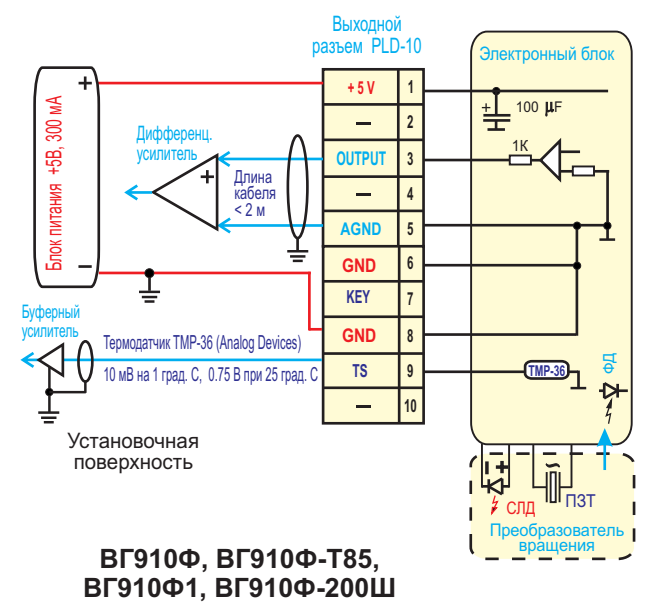 Выходной
разъем PLD-10
Электронный блок
Блок питания +5В, 300 мА
+
−
+ 5 V 1
— 2
OUTPUT 3
— 4
AGND 5
GND 6
KEY 7
GND 8
TS 9
— 10
+ 100 µF
1K
Дифференц.
усилитель
+
Длина
кабеля
< 2 м
Буферный
усилитель
Термодатчик TMP-36 (Analog Devices)
10 мВ на 1 град. С, 0.75 В при 25 град. С
TMP-36
ФД
Установочная
поверхность
− +
~
СЛД
ПЗТ
Преобразователь
вращения
ВГ910Ф, ВГ910Ф-Т85,
ВГ910Ф1, ВГ910Ф-200Ш